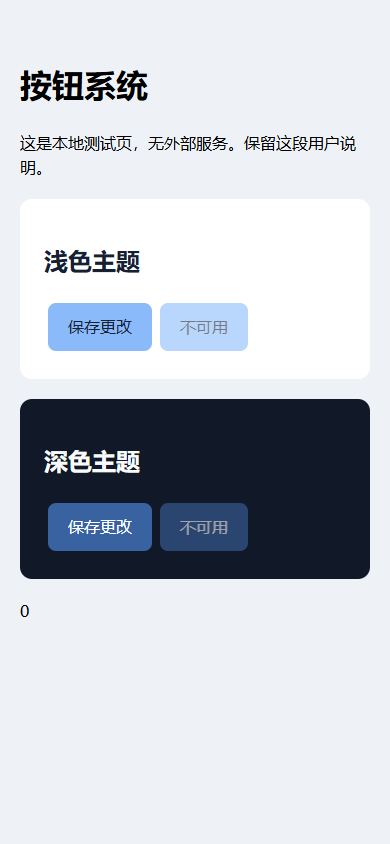 按钮系统
这是本地测试页，无外部服务。保留这段用户说
明。
浅色主题
保存更改 不可用
深色主题
保存更改 不可用
0